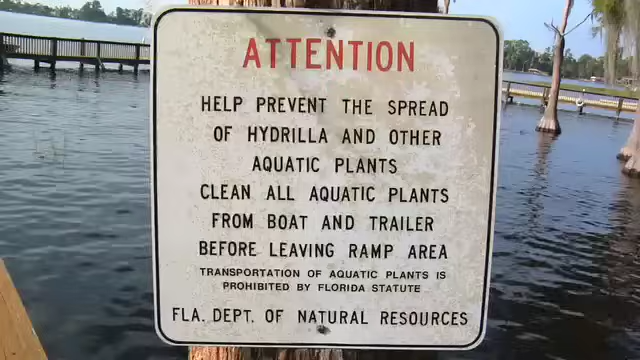 ATTENTION
HELP PREVENT THE SPREAD
OF HYDRILLA AND OTHER
AQUATIC PLANTS
CLEAN ALL AQUATIC PLANTS
FROM BOAT AND TRAILER
BEFORE LEAVING RAMP AREA
TRANSPORTATION OF AQUATIC PLANTS IS
PROHIBITED BY FLORIDA STATUTE
FLA. DEPT. OF NATURAL RESOURCES